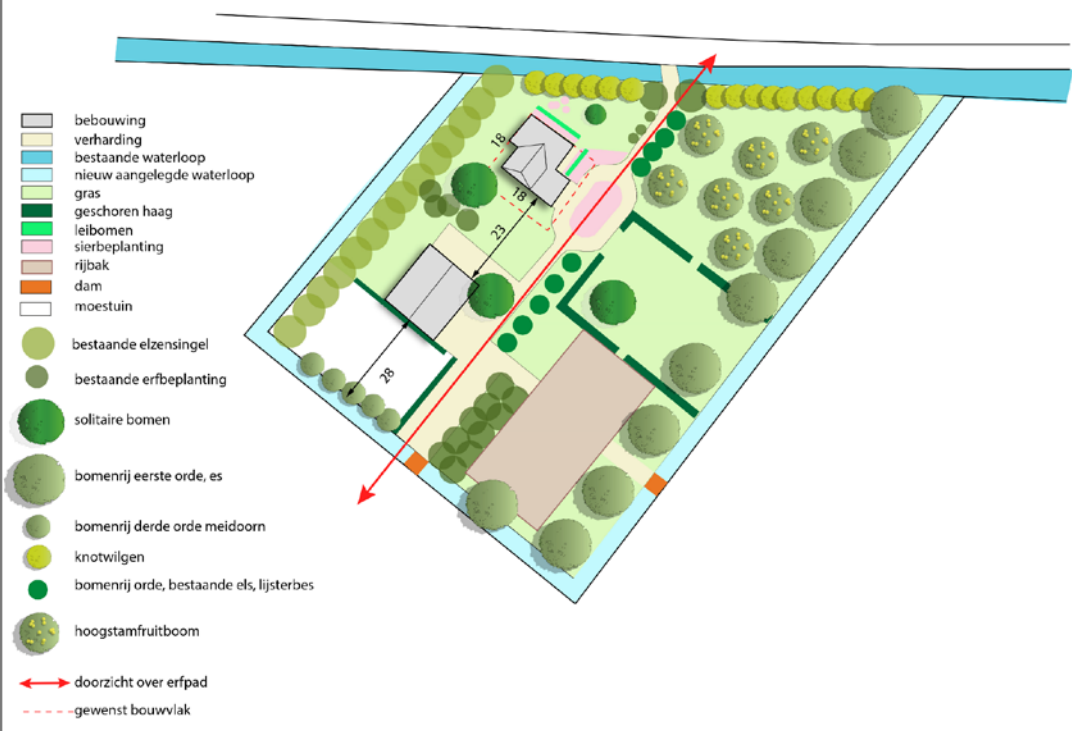 bebouwing
verharding
bestaande waterloop
nieuw aangelegde waterloop
gras
geschoren haag
leibomen
sierbeplanting
rijbak
dam
moestuin
bestaande elzensingel
bestaande erfbeplanting
solitaire bomen
bomenrij eerste orde, es
bomenrij derde orde meidoorn
knotwilgen
bomenrij orde, bestaande els, lijsterbes
hoogstamfruitboom
doorzicht over erfpad
gewenst bouwvlak
18
18
23
28